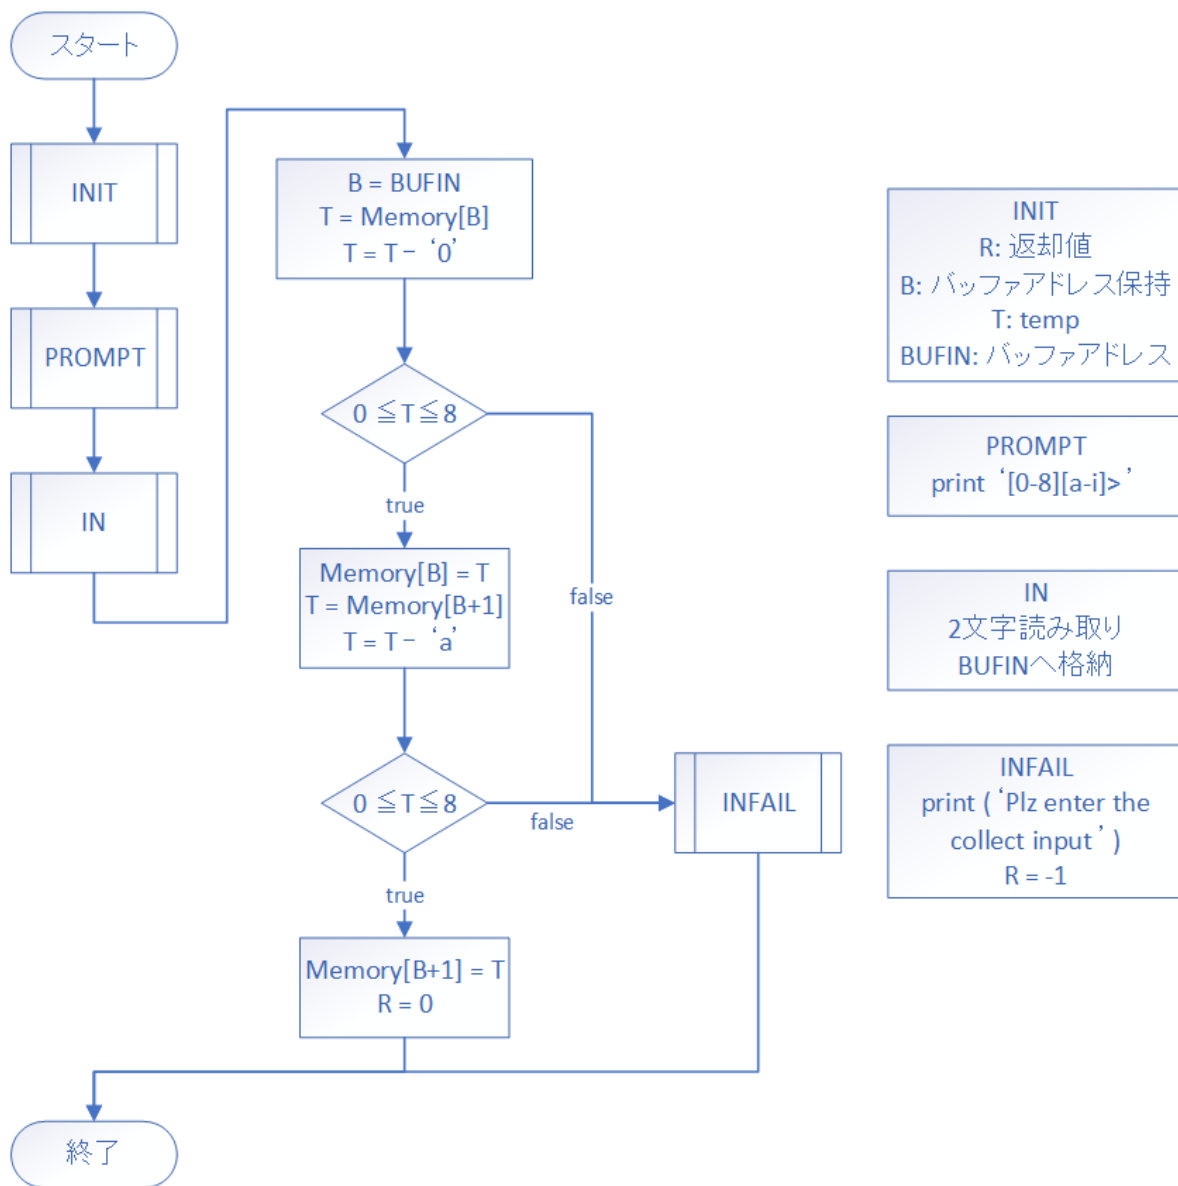 スタート
INIT
PROMPT
IN
B = BUFIN
T = Memory[B]
T = T − ‘0’
0 ≦T≦8
true
false
Memory[B] = T
T = Memory[B+1]
T = T − ‘a’
0 ≦T≦8
false
true
INFAIL
Memory[B+1] = T
R = 0
終了
INIT
R: 返却値
B: バッファアドレス保持
T: temp
BUFIN: バッファアドレス
PROMPT
print ‘[0-8][a-i]> ’
IN
2文字読み取り
BUFINへ格納
INFAIL
print ( ‘Plz enter the
collect input ’ )
R = -1